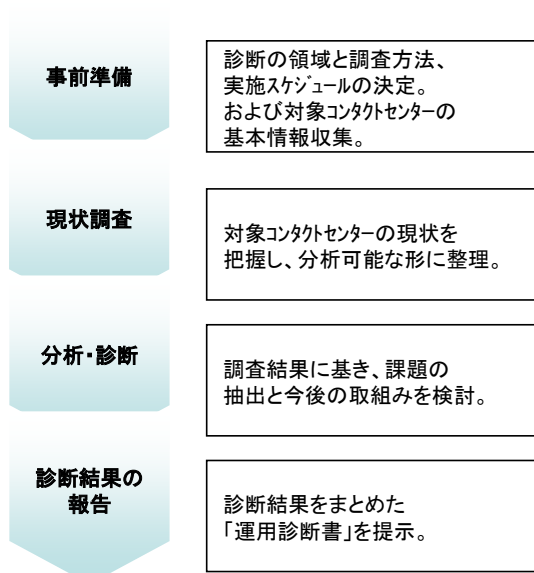 事前準備
診断の領域と調査方法、
実施ｽｹｼﾞｭｰﾙの決定。
および対象ｺﾝﾀｸﾄｾﾝﾀｰの
基本情報収集。
現状調査
対象ｺﾝﾀｸﾄｾﾝﾀｰの現状を
把握し、分析可能な形に整理。
分析･診断
調査結果に基き、課題の
抽出と今後の取組みを検討。
診断結果の
報告
診断結果をまとめた
｢運用診断書｣を提示。